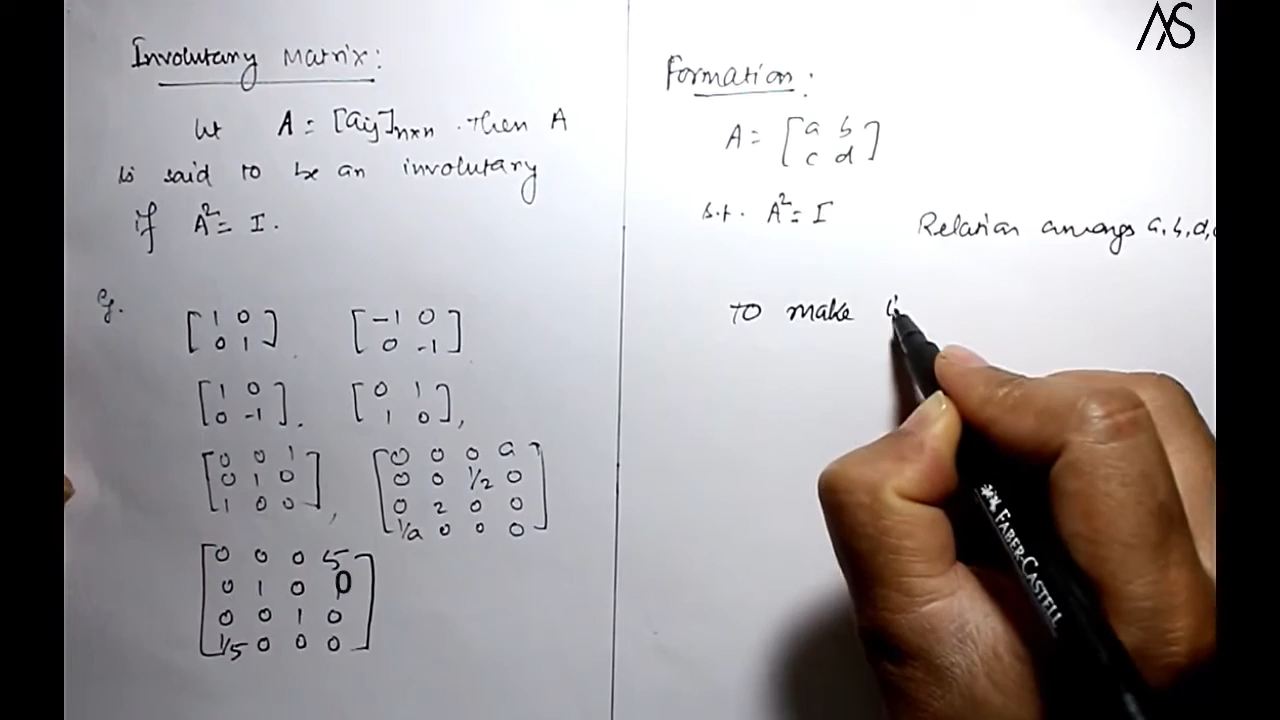 Involutary Matrix:
let A = [aij]n×n . Then A
is said to be an involutary
if A² = I.
eg.
[1 0
0 1]
[-1 0
0 -1]
[1 0
0 -1].
[0 1
1 0],
[0 0 1
0 1 0
1 0 0],
[0 0 0 a
0 0 1/2 0
0 2 0 0
1/a 0 0 0]
[0 0 0 5
0 1 0 0
0 0 1 0
1/5 0 0 0]
NS
Formation:
A = [a b
c d]
s.t. A² = I
Relation amongs a, b, d,
To make
FABER-CASTELL